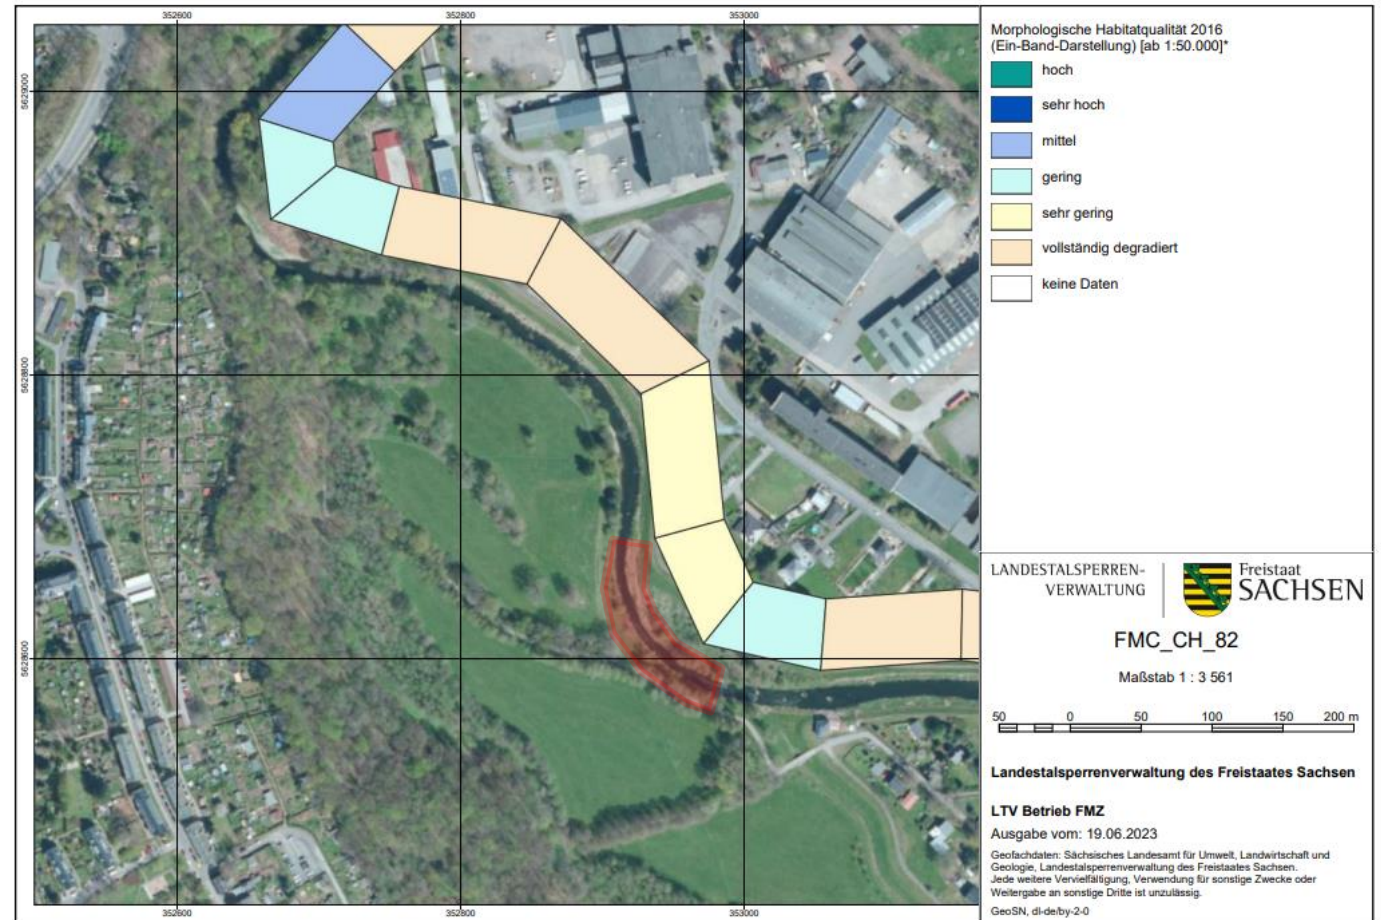 352600
352800
353000
Morphologische Habitatqualität 2016
(Ein-Band-Darstellung) [ab 1:50.000]*
hoch
sehr hoch
mittel
gering
sehr gering
vollständig degradiert
keine Daten
5629000
5628800
5628600
LANDESTALSPERREN-
VERWALTUNG
Freistaat
SACHSEN
FMC_CH_82
Maßstab 1 : 3 561
50 0 50 100 150 200 m
Landestalsperrenverwaltung des Freistaates Sachsen
LTV Betrieb FMZ
Ausgabe vom: 19.06.2023
Geofachdaten: Sächsisches Landesamt für Umwelt, Landwirtschaft und
Geologie, Landestalsperrenverwaltung des Freistaates Sachsen.
Jede weitere Vervielfältigung, Verwendung für sonstige Zwecke oder
Weitergabe an sonstige Dritte ist unzulässig.
GeoSN, dl-de/by-2-0
352600
352800
353000